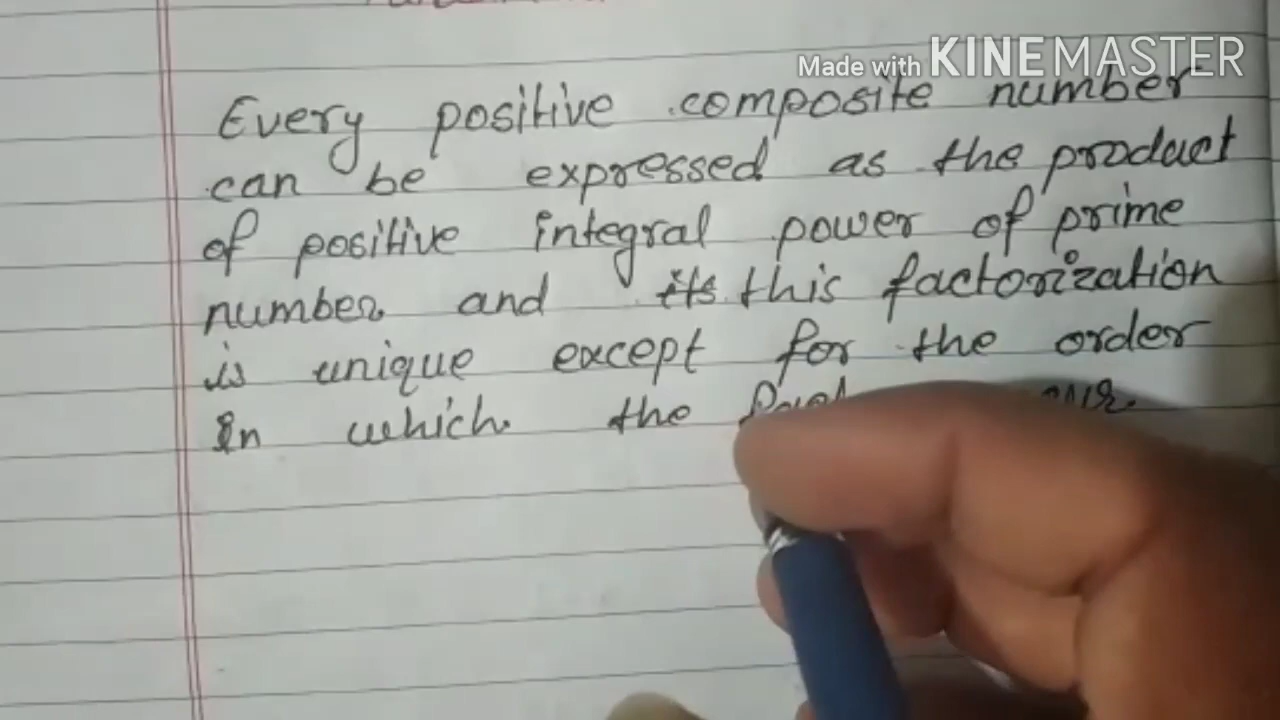 Made with KINEMASTER
Every positive composite number
can be expressed as the product
of positive integral power of prime
number and its this factorization
is unique except for the order
in which the